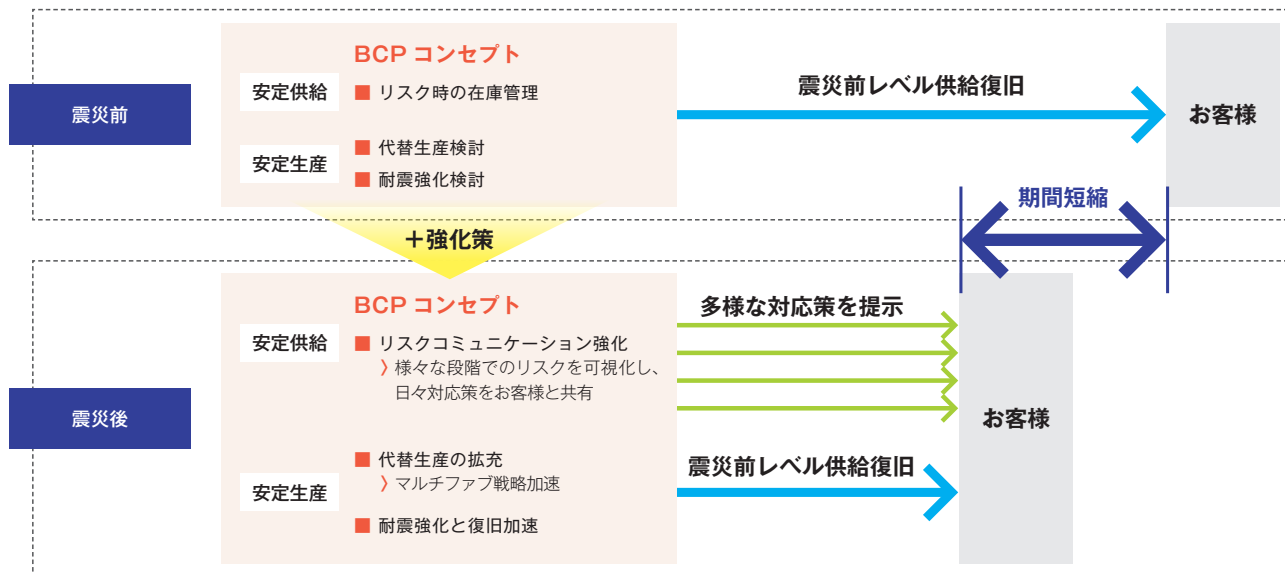 震災前
BCP コンセプト
安定供給
■ リスク時の在庫管理
安定生産
■ 代替生産検討
■ 耐震強化検討
震災前レベル供給復旧
お客様
期間短縮
＋強化策
震災後
BCP コンセプト
安定供給
■ リスクコミュニケーション強化
〉様々な段階でのリスクを可視化し、
日々対応策をお客様と共有
安定生産
■ 代替生産の拡充
〉マルチファブ戦略加速
■ 耐震強化と復旧加速
多様な対応策を提示
震災前レベル供給復旧
お客様